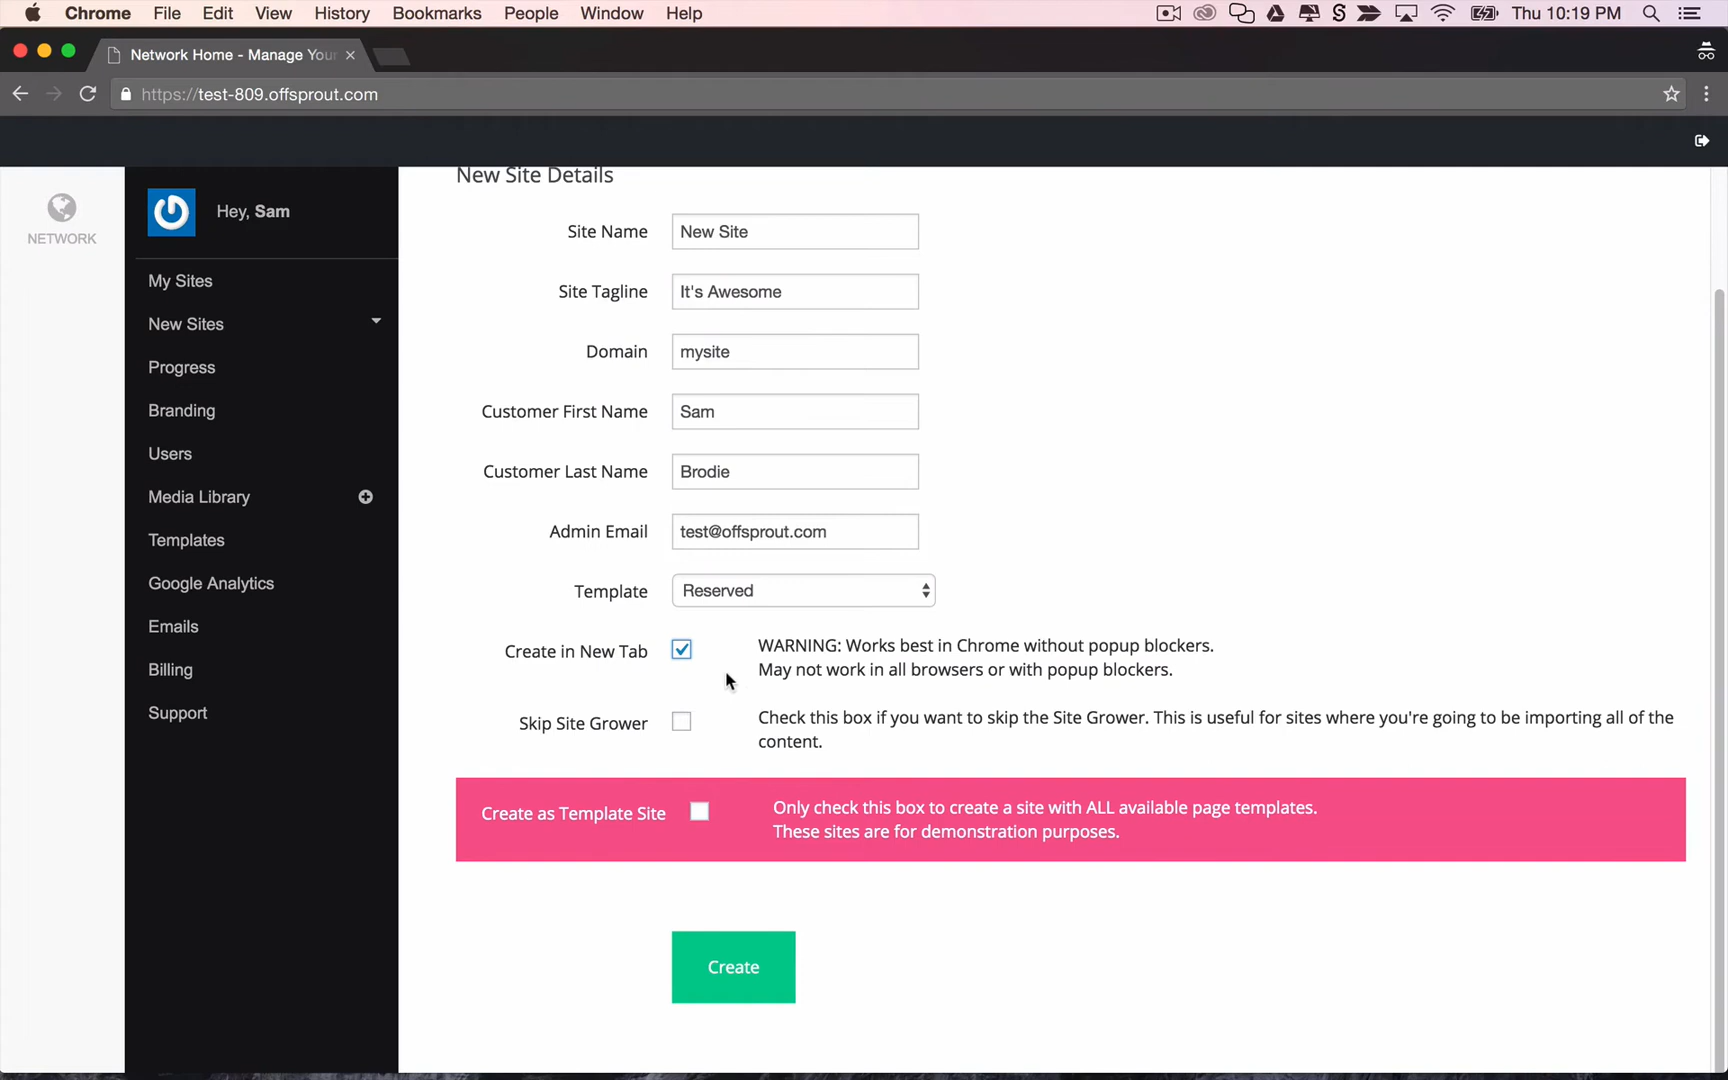 Chrome File Edit View History Bookmarks People Window Help Thu 10:19 PM
Network Home - Manage You
https://test-809.offsprout.com
NETWORK
Hey, Sam
My Sites
New Sites
Progress
Branding
Users
Media Library
Templates
Google Analytics
Emails
Billing
Support
New Site Details
Site Name New Site
Site Tagline It's Awesome
Domain mysite
Customer First Name Sam
Customer Last Name Brodie
Admin Email test@offsprout.com
Template Reserved
Create in New Tab WARNING: Works best in Chrome without popup blockers.
May not work in all browsers or with popup blockers.
Skip Site Grower Check this box if you want to skip the Site Grower. This is useful for sites where you're going to be importing all of the
content.
Create as Template Site Only check this box to create a site with ALL available page templates.
These sites are for demonstration purposes.
Create